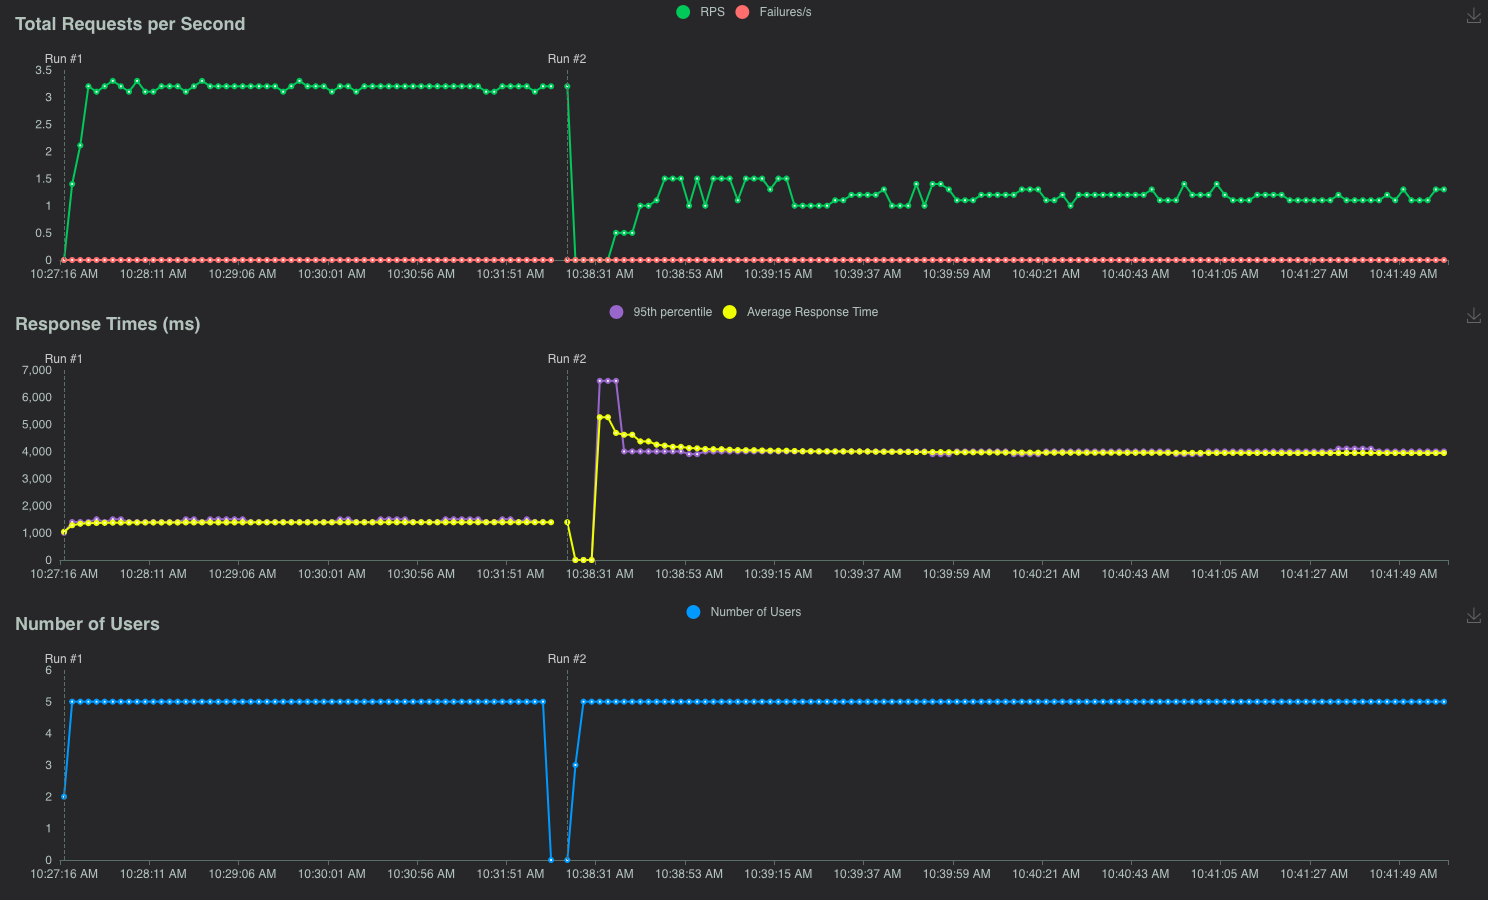 Total Requests per Second
RPS Failures/s
Run #1 Run #2
3.5
3
2.5
2
1.5
1
0.5
0
10:27:16 AM 10:28:11 AM 10:29:06 AM 10:30:01 AM 10:30:56 AM 10:31:51 AM 10:38:31 AM 10:38:53 AM 10:39:15 AM 10:39:37 AM 10:39:59 AM 10:40:21 AM 10:40:43 AM 10:41:05 AM 10:41:27 AM 10:41:49 AM
Response Times (ms)
95th percentile Average Response Time
Run #1 Run #2
7,000
6,000
5,000
4,000
3,000
2,000
1,000
0
10:27:16 AM 10:28:11 AM 10:29:06 AM 10:30:01 AM 10:30:56 AM 10:31:51 AM 10:38:31 AM 10:38:53 AM 10:39:15 AM 10:39:37 AM 10:39:59 AM 10:40:21 AM 10:40:43 AM 10:41:05 AM 10:41:27 AM 10:41:49 AM
Number of Users
Number of Users
Run #1 Run #2
6
5
4
3
2
1
0
10:27:16 AM 10:28:11 AM 10:29:06 AM 10:30:01 AM 10:30:56 AM 10:31:51 AM 10:38:31 AM 10:38:53 AM 10:39:15 AM 10:39:37 AM 10:39:59 AM 10:40:21 AM 10:40:43 AM 10:41:05 AM 10:41:27 AM 10:41:49 AM